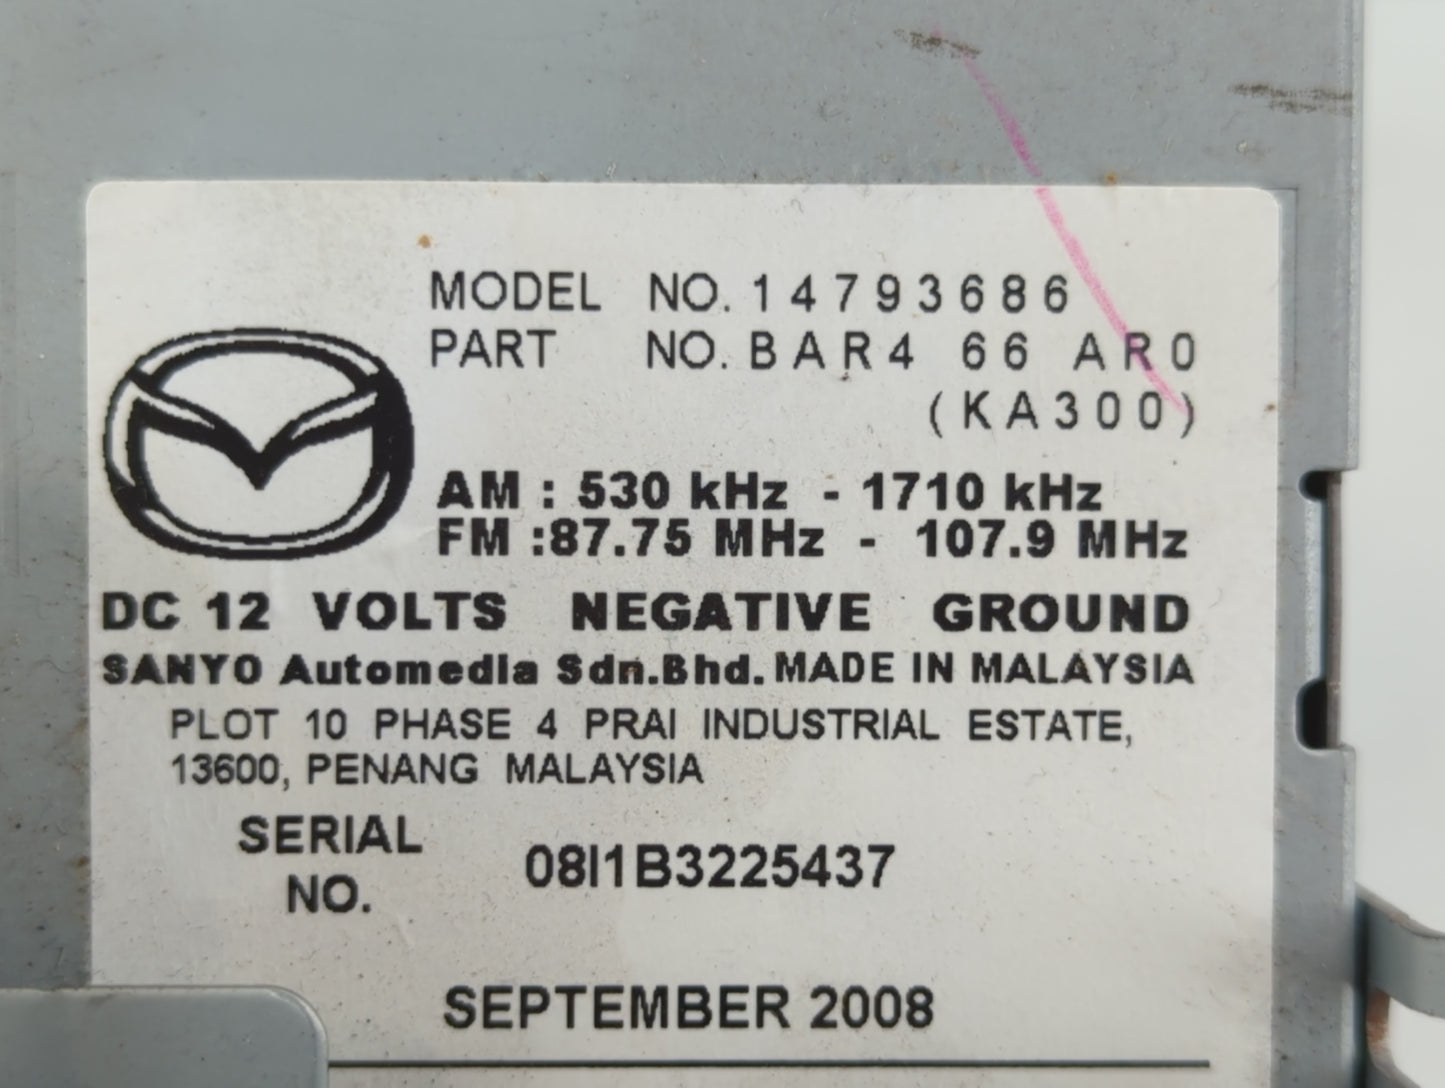 MODEL NO. 14793686
PART NO. BAR4 66 AR0
(KA300)
AM : 530 kHz - 1710 kHz
FM :87.75 MHz - 107.9 MHz
DC 12 VOLTS NEGATIVE GROUND
SANYO Automedia Sdn.Bhd. MADE IN MALAYSIA
PLOT 10 PHASE 4 PRAI INDUSTRIAL ESTATE,
13600, PENANG MALAYSIA
SERIAL
NO.
08I1B3225437
SEPTEMBER 2008